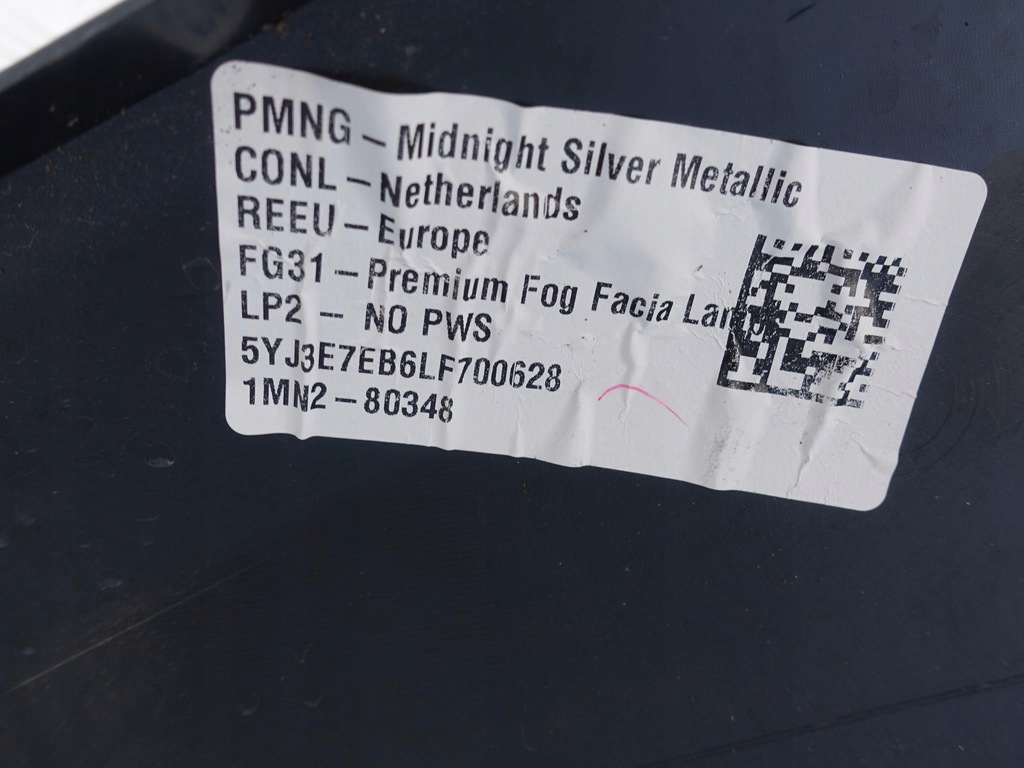 PMNG – Midnight Silver Metallic
CONL – Netherlands
REEU – Europe
FG31 – Premium Fog Facia
LP2 – NO PWS
5YJ3E7EB6LF700628
1MN2-80348